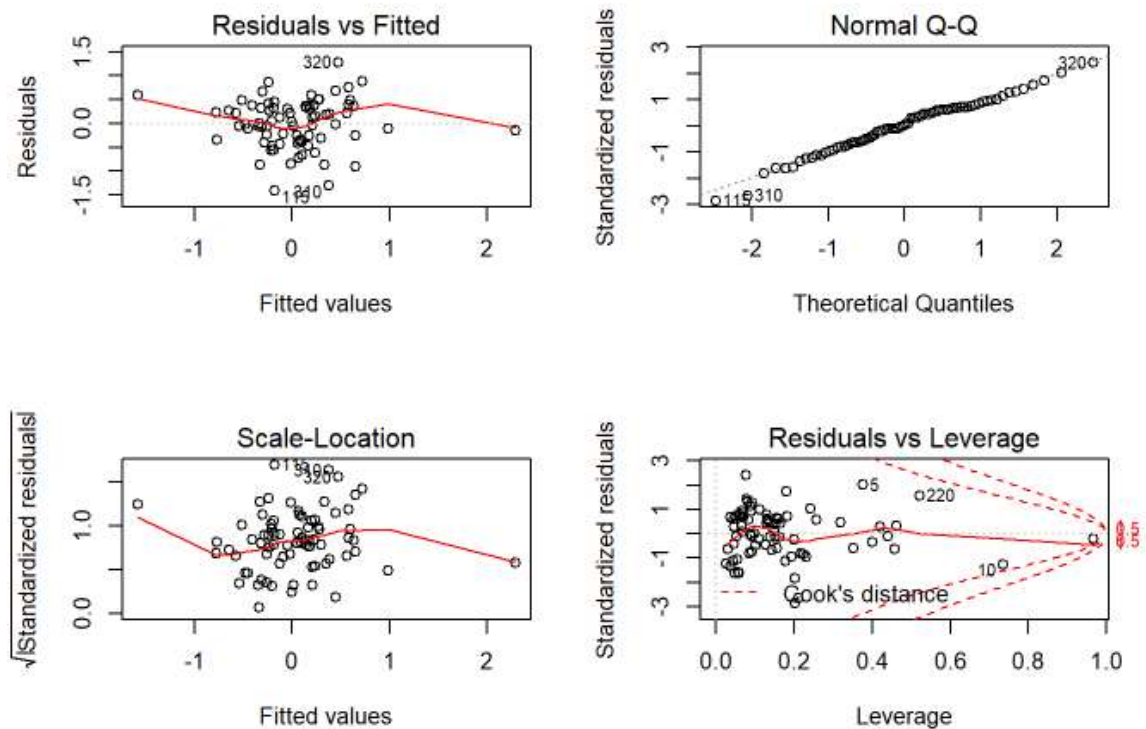 Residuals vs Fitted
Residuals
1.5
0.0
-1.5
320
115
310
-1 0 1 2
Fitted values
Normal Q-Q
Standardized residuals
3
1
-1
-3
320
115
310
-2 -1 0 1 2
Theoretical Quantiles
Scale-Location
√|Standardized residuals|
1.0
0.0
115
310
320
-1 0 1 2
Fitted values
Residuals vs Leverage
Standardized residuals
3
1
-1
-3
5
220
10
Cook's distance
0.0 0.2 0.4 0.6 0.8 1.0
Leverage